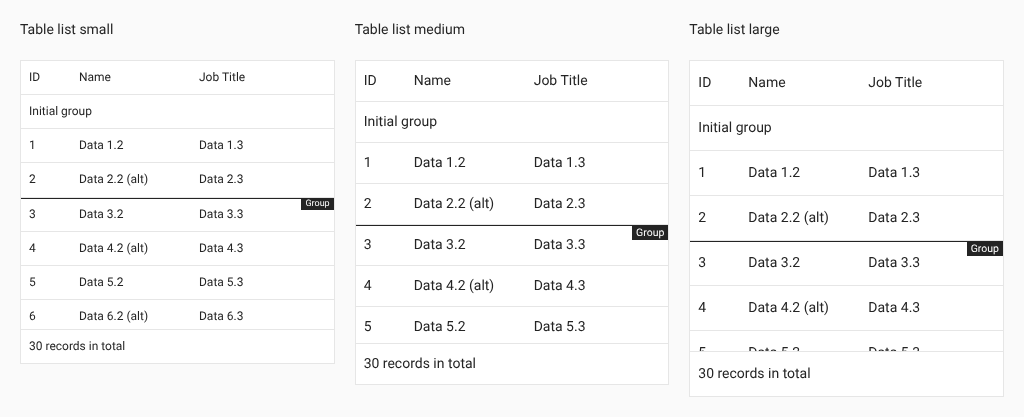 Table list small
ID Name Job Title
Initial group
1 Data 1.2 Data 1.3
2 Data 2.2 (alt) Data 2.3
Group
3 Data 3.2 Data 3.3
4 Data 4.2 (alt) Data 4.3
5 Data 5.2 Data 5.3
6 Data 6.2 (alt) Data 6.3
30 records in total
Table list medium
ID Name Job Title
Initial group
1 Data 1.2 Data 1.3
2 Data 2.2 (alt) Data 2.3
Group
3 Data 3.2 Data 3.3
4 Data 4.2 (alt) Data 4.3
5 Data 5.2 Data 5.3
30 records in total
Table list large
ID Name Job Title
Initial group
1 Data 1.2 Data 1.3
2 Data 2.2 (alt) Data 2.3
Group
3 Data 3.2 Data 3.3
4 Data 4.2 (alt) Data 4.3
5 Data 5.2 Data 5.3
30 records in total